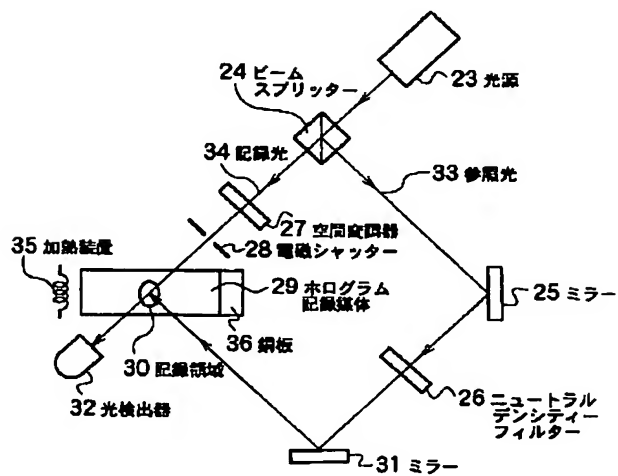 24 ビーム
スプリッター
23 光源
34 記録光
33 参照光
27 空間変調器
28 電磁シャッター
35 加熱装置
29 ホログラム
記録媒体
25 ミラー
36 銅板
30 記録領域
32 光検出器
26 ニュートラル
デンシティー
フィルター
31 ミラー